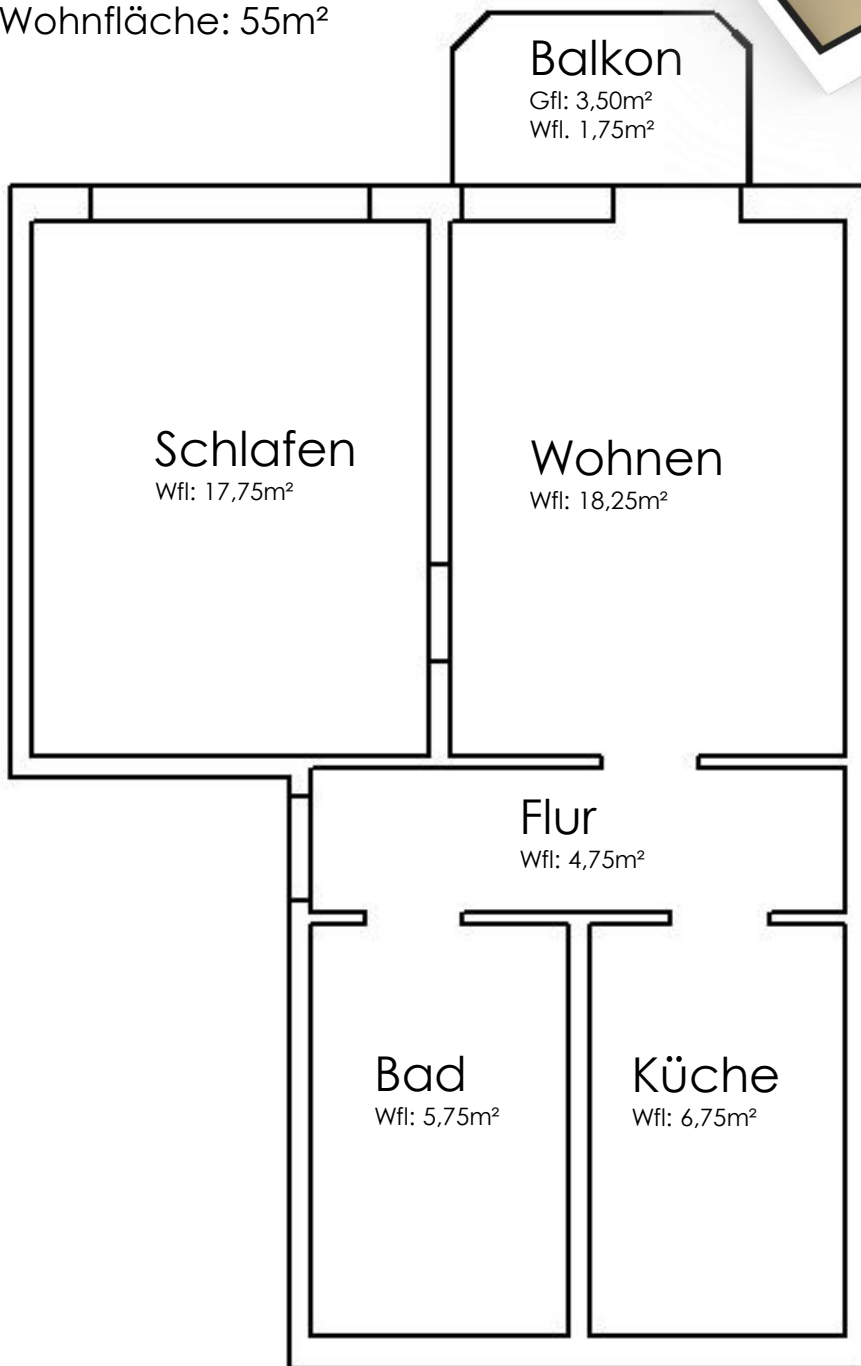 Wohnfläche: 55m²
Balkon
Gfl: 3,50m²
Wfl. 1,75m²
Schlafen
Wfl: 17,75m²
Wohnen
Wfl: 18,25m²
Flur
Wfl: 4,75m²
Bad
Wfl: 5,75m²
Küche
Wfl: 6,75m²